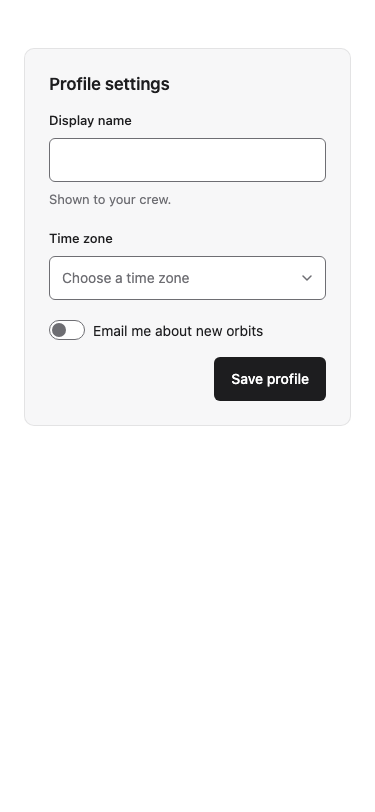 Profile settings
Display name
Shown to your crew.
Time zone
Choose a time zone
Email me about new orbits
Save profile